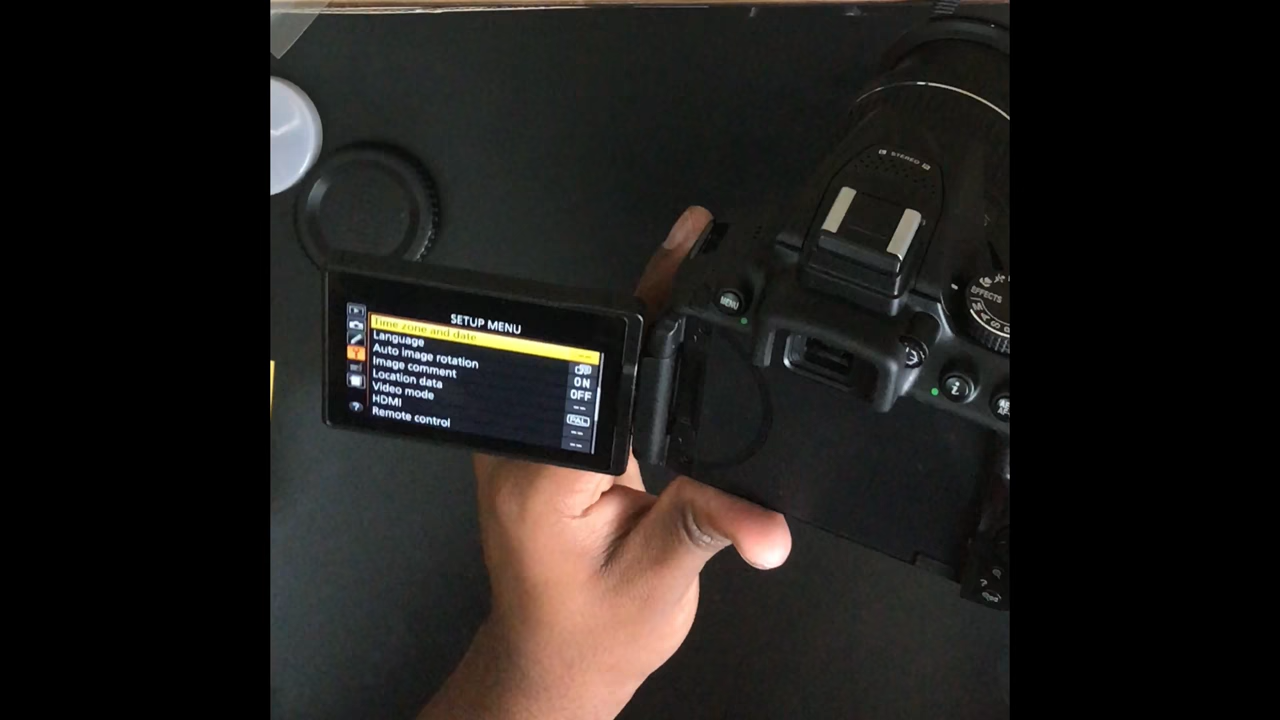 STEREO
SETUP MENU
Time zone and date --
Language
Auto image rotation ON
Image comment OFF
Location data --
Video mode PAL
HDMI --
Remote control --
MENU
EFFECTS
M A S
i
?